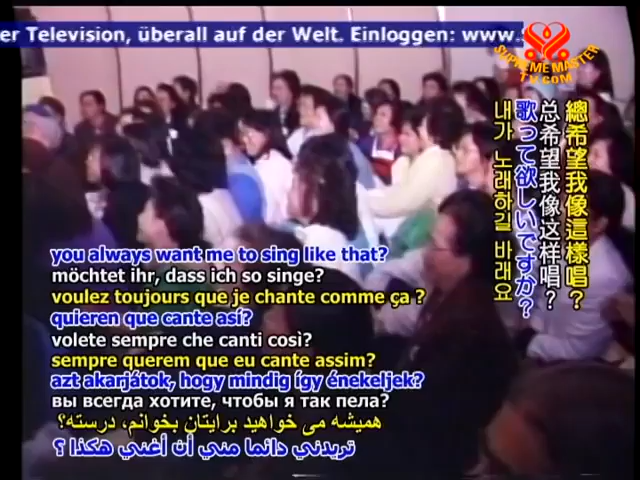 er Television, überall auf der Welt. Einloggen: www.
SUPREME MASTER
TV.COM
總希望我像這樣唱？
总希望我像这样唱？
歌って欲しいですか？
내가 노래하길 바래요
you always want me to sing like that?
möchtet ihr, dass ich so singe?
voulez toujours que je chante comme ça ?
quieren que cante así?
volete sempre che canti così?
sempre querem que eu cante assim?
azt akarjátok, hogy mindig így énekeljek?
вы всегда хотите, чтобы я так пела?
همیشه می خواهید برایتان بخوانم، درسته؟
تريدني دائما مني أن أغني هكذا ؟